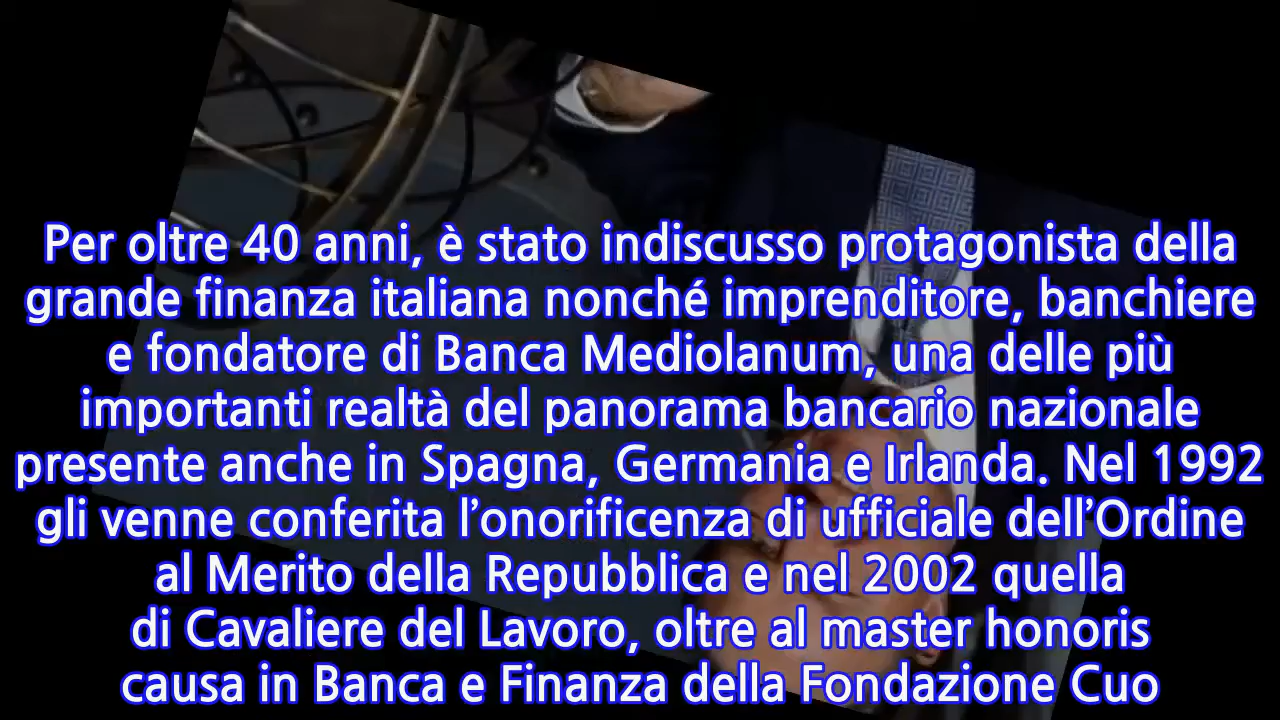 Per oltre 40 anni, è stato indiscusso protagonista della
grande finanza italiana nonché imprenditore, banchiere
e fondatore di Banca Mediolanum, una delle più
importanti realtà del panorama bancario nazionale
presente anche in Spagna, Germania e Irlanda. Nel 1992
gli venne conferita l’onorificenza di ufficiale dell’Ordine
al Merito della Repubblica e nel 2002 quella
di Cavaliere del Lavoro, oltre al master honoris
causa in Banca e Finanza della Fondazione Cuo